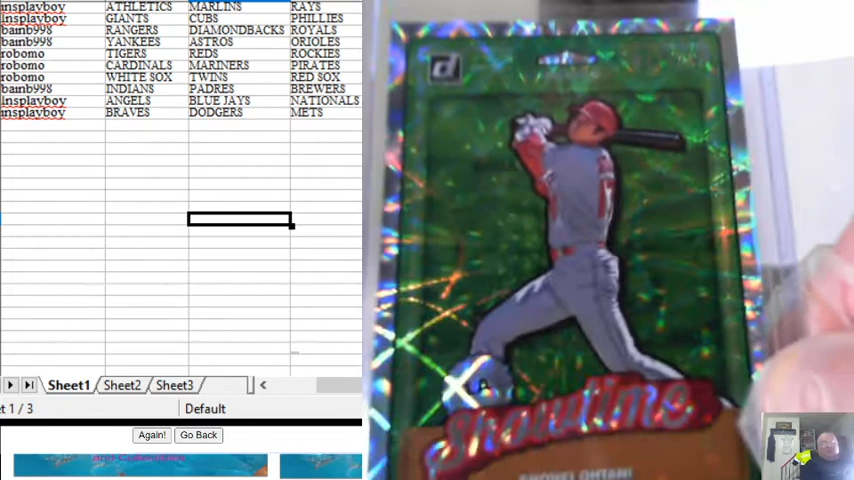 insplayboy ATHLETICS MARLINS RAYS
insplayboy GIANTS CUBS PHILLIES
bamb998 RANGERS DIAMONDBACKS ROYALS
bamb998 YANKEES ASTROS ORIOLES
robomo TIGERS REDS ROCKIES
robomo CARDINALS MARINERS PIRATES
robomo WHITE SOX TWINS RED SOX
bamb998 INDIANS PADRES BREWERS
insplayboy ANGELS BLUE JAYS NATIONALS
insplayboy BRAVES DODGERS METS
Sheet1 Sheet2 Sheet3
t 1 / 3 Default
Again! Go Back
Showtime
SHOHEI OHTANI